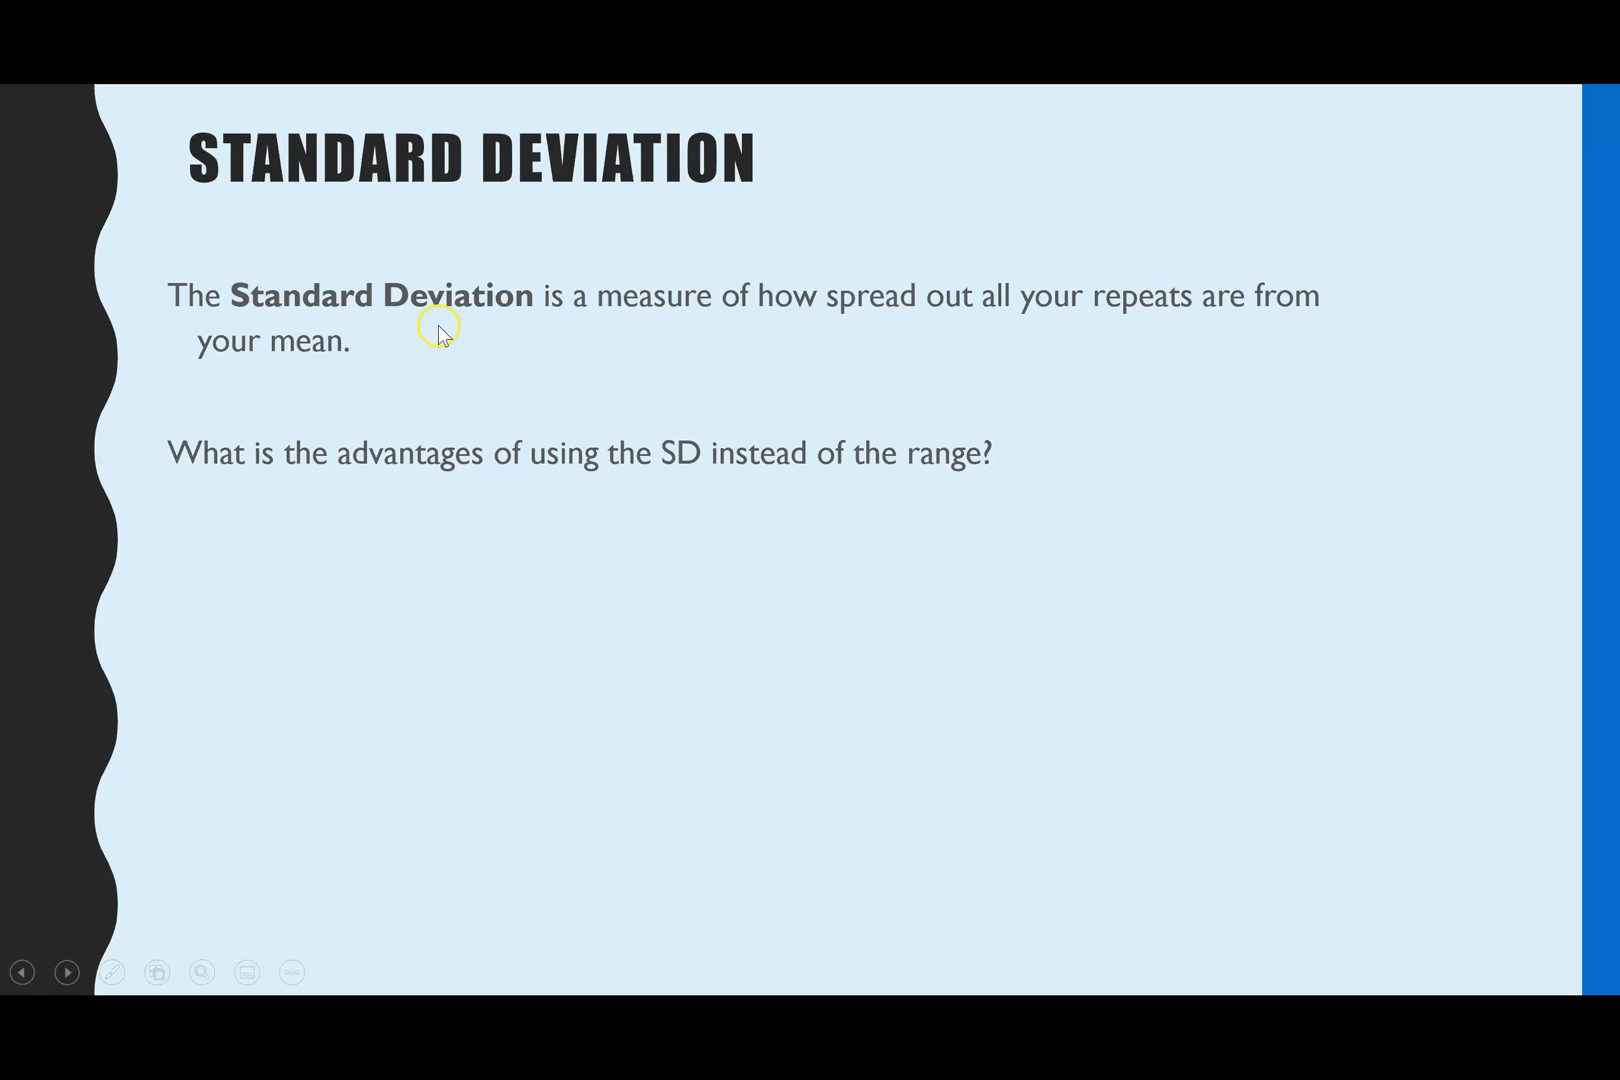 STANDARD DEVIATION
The Standard Deviation is a measure of how spread out all your repeats are from
your mean.
What is the advantages of using the SD instead of the range?